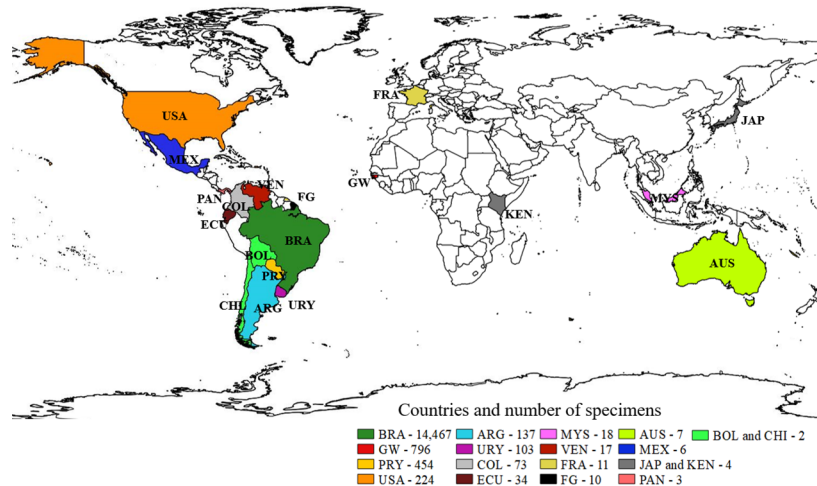 FRA
JAP
USA
MEX
GW
VEN
FG
PAN
COL
MYS
KEN
ECU
BRA
BOL
AUS
PRY
CHL
ARG
URY
Countries and number of specimens
BRA - 14,467
ARG - 137
MYS - 18
AUS - 7
BOL and CHI - 2
GW - 796
URY - 103
VEN - 17
MEX - 6
PRY - 454
COL - 73
FRA - 11
JAP and KEN - 4
USA - 224
ECU - 34
FG - 10
PAN - 3